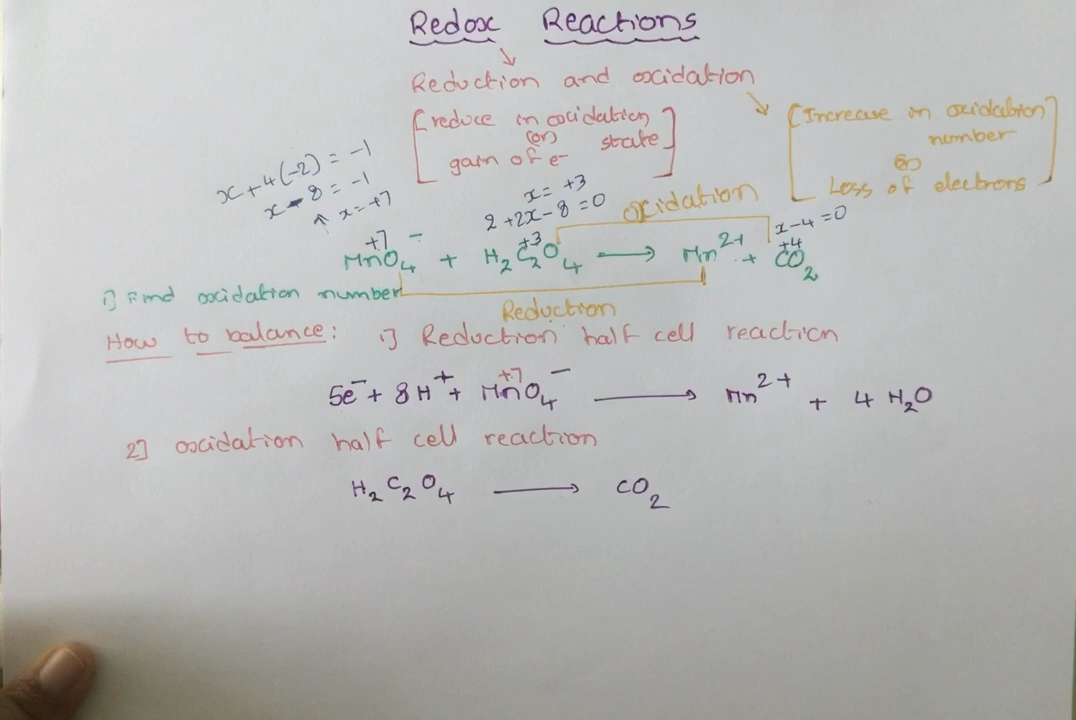 Redox Reactions
↓
Reduction and oxidation
[reduce in oxidation state (or) gain of e-]
[Increase in oxidation number (or) Loss of electrons]
x+4(-2) = -1
x-8 = -1
↑ x=+7
x= +3
2+2x-8=0
oxidation
x-4=0
+7 +3 +4
MnO₄⁻ + H₂C₂O₄ ⟶ Mn²⁺ + CO₂
1) Find oxidation number
Reduction
How to balance: 1] Reduction half cell reaction
+7
5e⁻ + 8H⁺ + MnO₄⁻ ⟶ Mn²⁺ + 4H₂O
2] oxidation half cell reaction
H₂C₂O₄ ⟶ CO₂